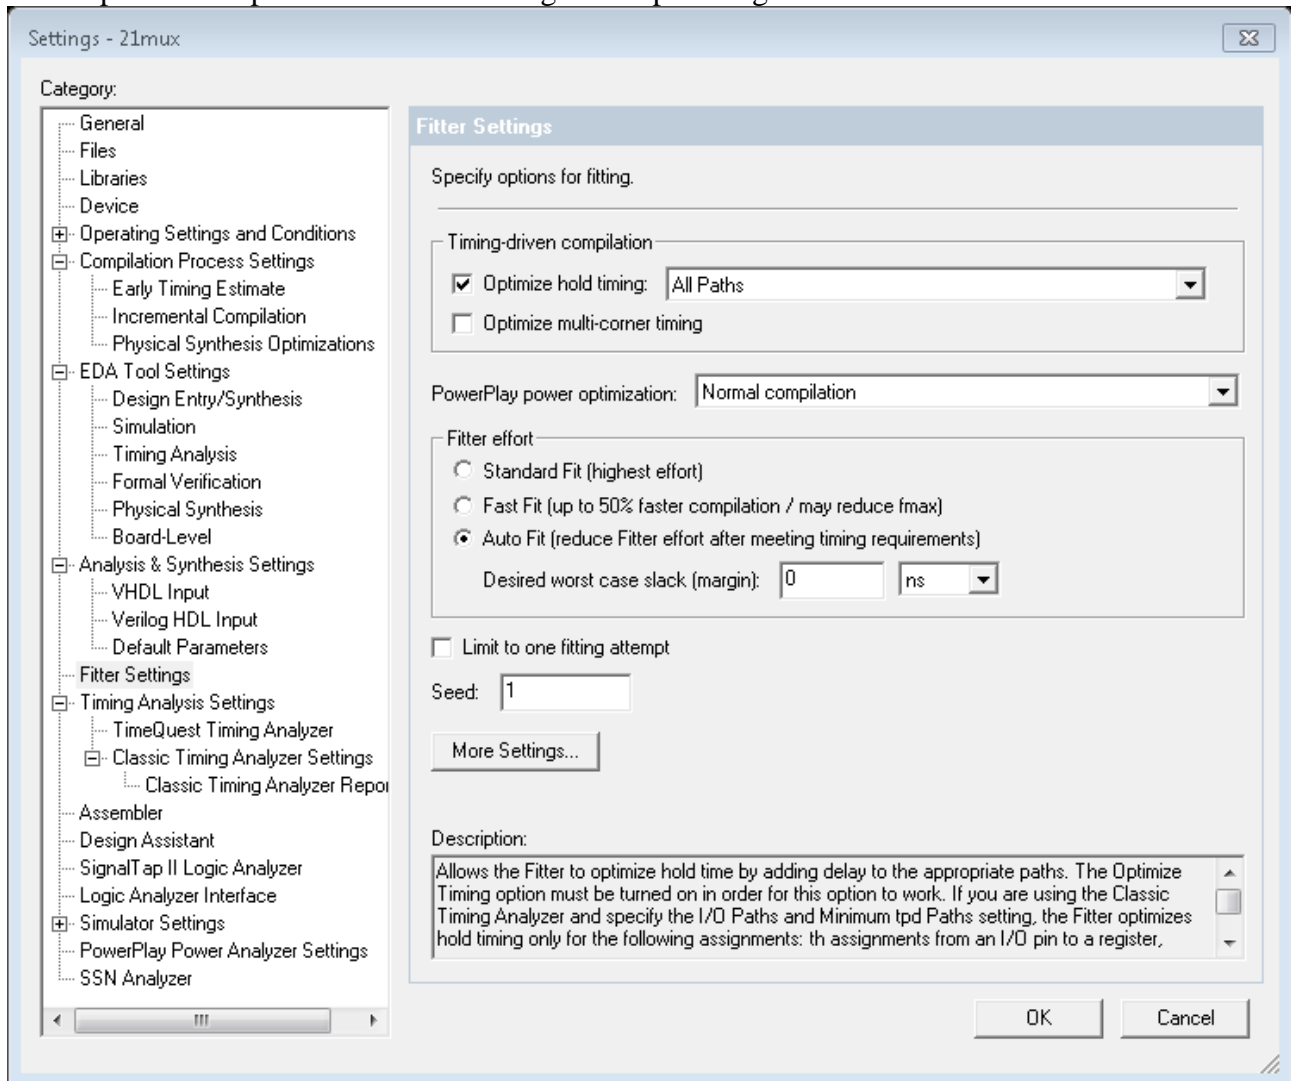 Settings - 21mux
Category:
General
Files
Libraries
Device
Operating Settings and Conditions
Compilation Process Settings
Early Timing Estimate
Incremental Compilation
Physical Synthesis Optimizations
EDA Tool Settings
Design Entry/Synthesis
Simulation
Timing Analysis
Formal Verification
Physical Synthesis
Board-Level
Analysis & Synthesis Settings
VHDL Input
Verilog HDL Input
Default Parameters
Fitter Settings
Timing Analysis Settings
TimeQuest Timing Analyzer
Classic Timing Analyzer Settings
Classic Timing Analyzer Repor
Assembler
Design Assistant
SignalTap II Logic Analyzer
Logic Analyzer Interface
Simulator Settings
PowerPlay Power Analyzer Settings
SSN Analyzer
Fitter Settings
Specify options for fitting.
Timing-driven compilation
Optimize hold timing: All Paths
Optimize multi-corner timing
PowerPlay power optimization: Normal compilation
Fitter effort
Standard Fit (highest effort)
Fast Fit (up to 50% faster compilation / may reduce fmax)
Auto Fit (reduce Fitter effort after meeting timing requirements)
Desired worst case slack (margin): 0 ns
Limit to one fitting attempt
Seed: 1
More Settings...
Description:
Allows the Fitter to optimize hold time by adding delay to the appropriate paths. The Optimize
Timing option must be turned on in order for this option to work. If you are using the Classic
Timing Analyzer and specify the I/O Paths and Minimum tpd Paths setting, the Fitter optimizes
hold timing only for the following assignments: th assignments from an I/O pin to a register,
OK Cancel